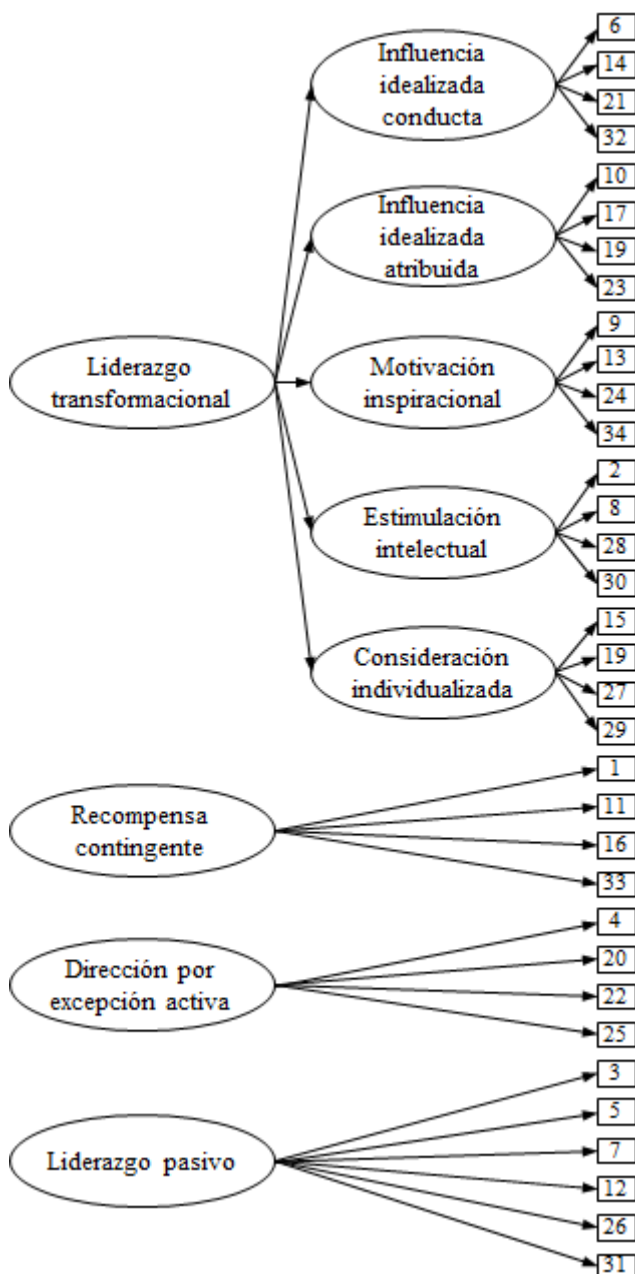 Influencia
idealizada
conducta
6
14
21
32
Influencia
idealizada
atribuida
10
17
19
23
Liderazgo
transformacional
Motivación
inspiracional
9
13
24
34
Estimulación
intelectual
2
8
28
30
Consideración
individualizada
15
19
27
29
Recompensa
contingente
1
11
16
33
Dirección por
excepción activa
4
20
22
25
Liderazgo pasivo
3
5
7
12
26
31